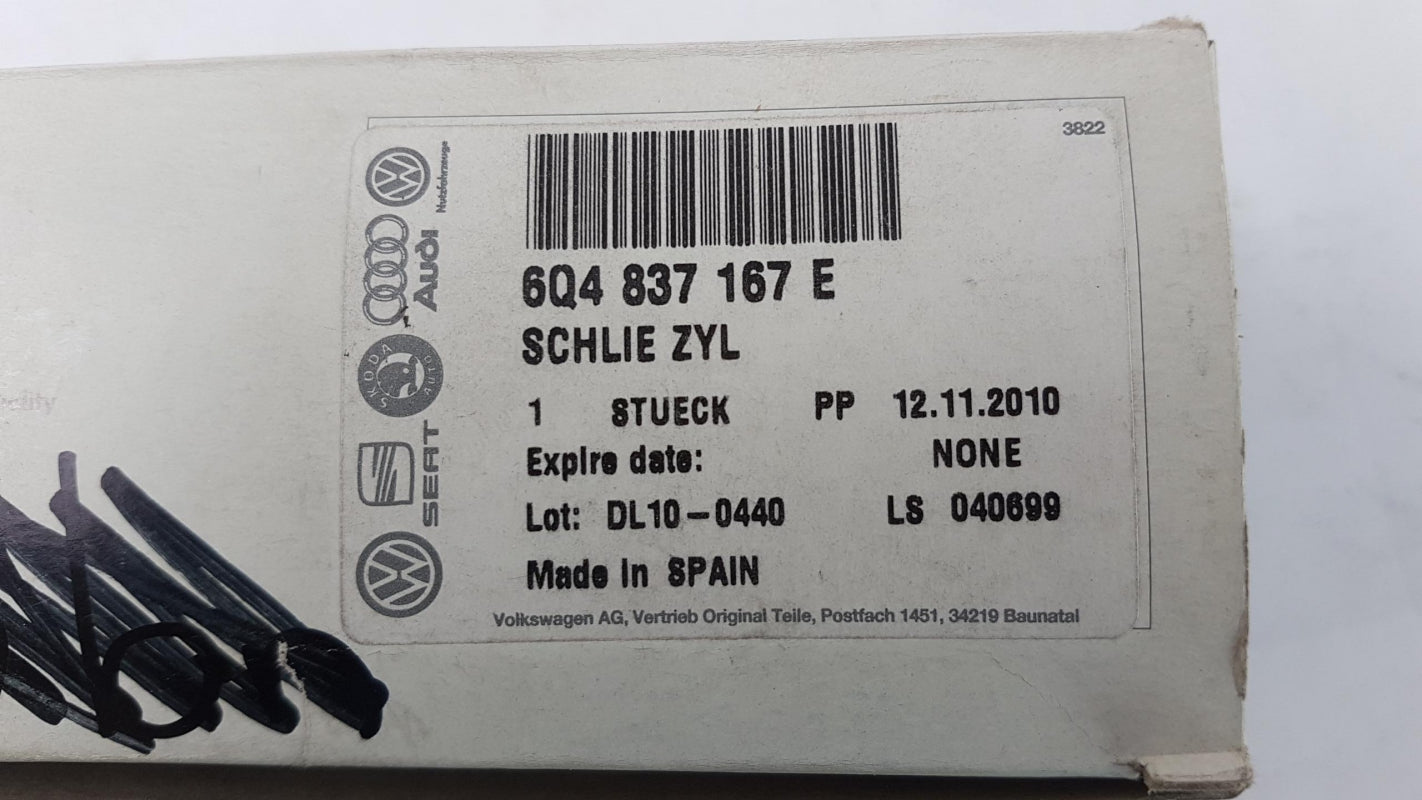 3822
Nutzfahrzeuge
Audi
SKODA
AUTO
SEAT
6Q4 837 167 E
SCHLIE ZYL
1 STUECK PP 12.11.2010
Expire date: NONE
Lot: DL10-0440 LS 040699
Made in SPAIN
Volkswagen AG, Vertrieb Original Teile, Postfach 1451, 34219 Baunatal